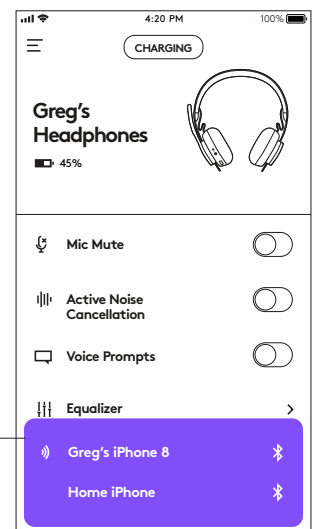 4:20 PM 100%
CHARGING
Greg's
Headphones
45%
Mic Mute
Active Noise
Cancellation
Voice Prompts
Equalizer
Greg's iPhone 8
Home iPhone